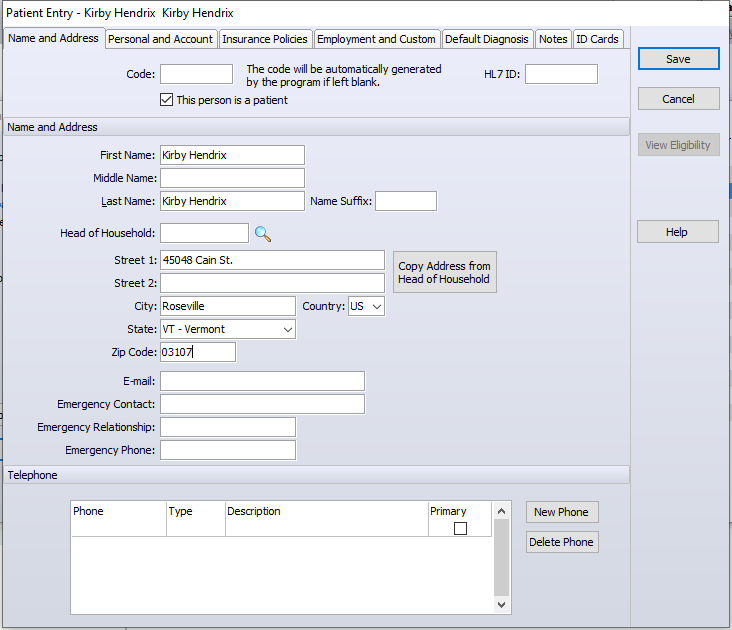 Patient Entry - Kirby Hendrix  Kirby Hendrix
Name and Address
Personal and Account
Insurance Policies
Employment and Custom
Default Diagnosis
Notes
ID Cards
Code:
The code will be automatically generated
by the program if left blank.
HL7 ID:
This person is a patient
Save
Cancel
View Eligibility
Help
Name and Address
First Name: Kirby Hendrix
Middle Name:
Last Name: Kirby Hendrix
Name Suffix:
Head of Household:
Street 1: 45048 Cain St.
Copy Address from
Head of Household
Street 2:
City: Roseville
Country: US
State: VT - Vermont
Zip Code: 03107
E-mail:
Emergency Contact:
Emergency Relationship:
Emergency Phone:
Telephone
Phone
Type
Description
Primary
New Phone
Delete Phone